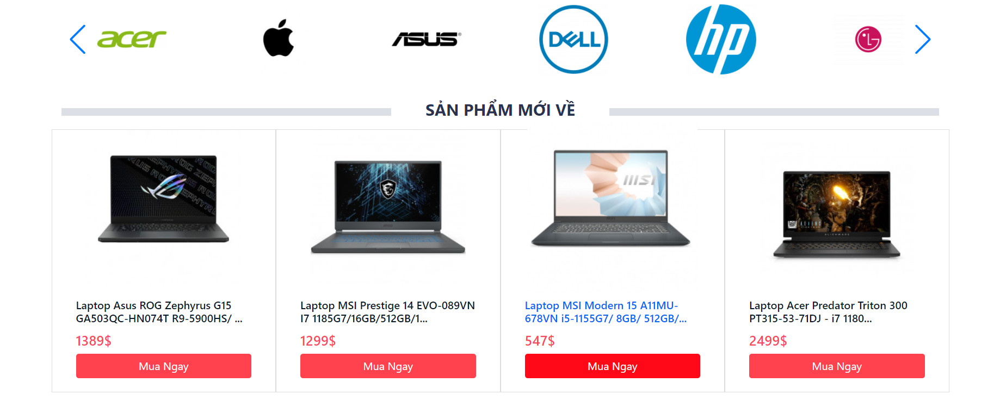 acer
ASUS
DELL
hp
LG
SẢN PHẨM MỚI VỀ
msi
ALIENS
ALIENWARE
Laptop Asus ROG Zephyrus G15
GA503QC-HN074T R9-5900HS/ ...
1389$
Mua Ngay
Laptop MSI Prestige 14 EVO-089VN
I7 1185G7/16GB/512GB/1...
1299$
Mua Ngay
Laptop MSI Modern 15 A11MU-
678VN i5-1155G7/ 8GB/ 512GB/...
547$
Mua Ngay
Laptop Acer Predator Triton 300
PT315-53-71DJ - i7 1180...
2499$
Mua Ngay